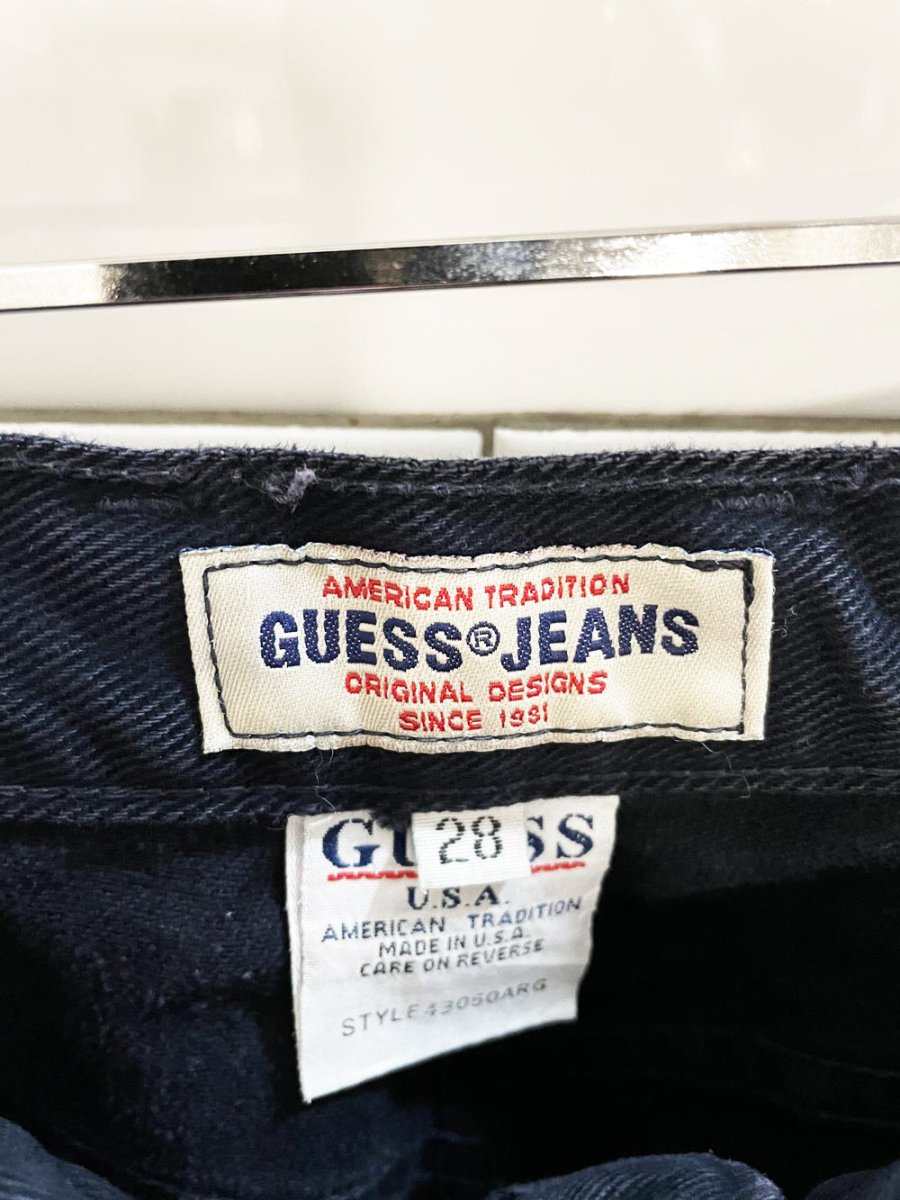 AMERICAN TRADITION
GUESS® JEANS
ORIGINAL DESIGNS
SINCE 1981
28
U.S.A.
AMERICAN TRADITION
MADE IN U.S.A.
CARE ON REVERSE
STYLE 43050ARG